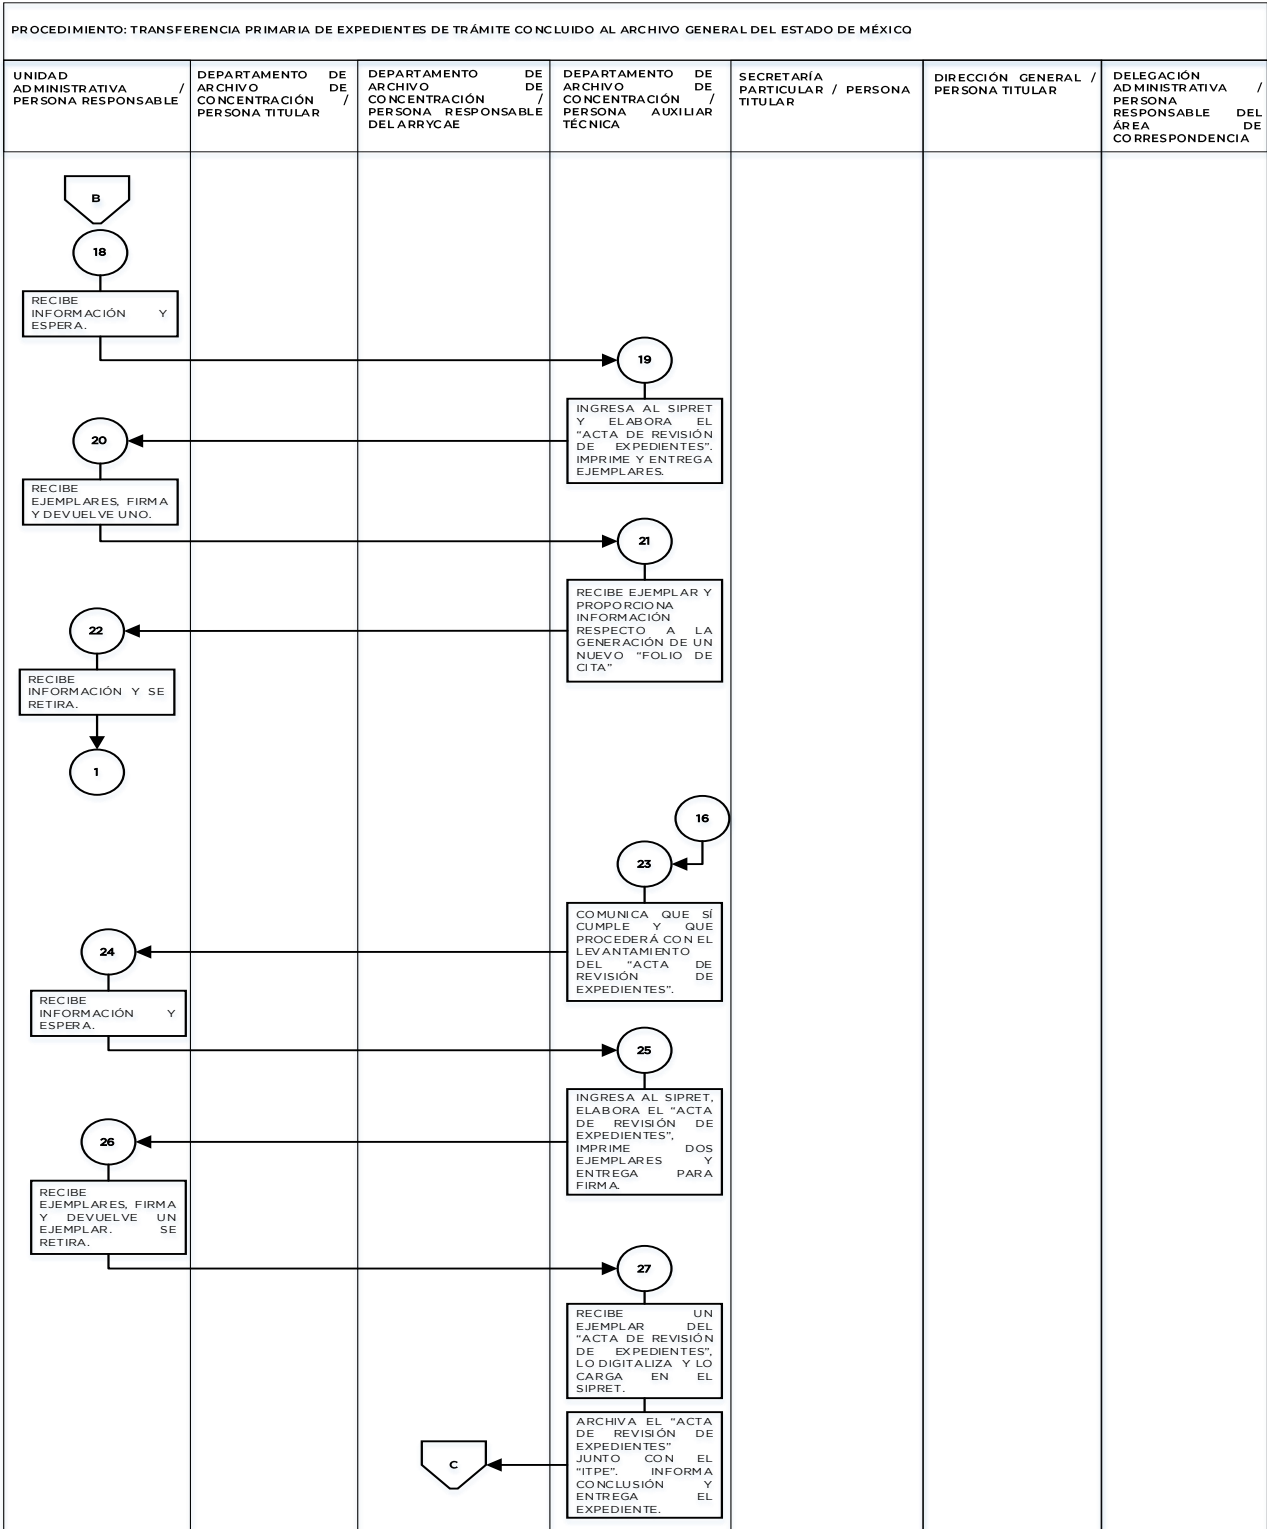 PROCEDIMIENTO: TRANSFERENCIA PRIMARIA DE EXPEDIENTES DE TRÁMITE CONCLUIDO AL ARCHIVO GENERAL DEL ESTADO DE MÉXICO
UNIDAD
ADMINISTRATIVA /
PERSONA RESPONSABLE
DEPARTAMENTO DE
ARCHIVO DE
CONCENTRACIÓN /
PERSONA TITULAR
DEPARTAMENTO DE
ARCHIVO DE
CONCENTRACIÓN /
PERSONA RESPONSABLE
DEL ARRYCAE
DEPARTAMENTO DE
ARCHIVO DE
CONCENTRACIÓN /
PERSONA AUXILIAR
TÉCNICA
SECRETARÍA
PARTICULAR / PERSONA
TITULAR
DIRECCIÓN GENERAL /
PERSONA TITULAR
DELEGACIÓN
ADMINISTRATIVA /
PERSONA
RESPONSABLE DEL
ÁREA DE
CORRESPONDENCIA
B
18
RECIBE
INFORMACIÓN Y
ESPERA.
19
INGRESA AL SIPRET
Y ELABORA EL
"ACTA DE REVISIÓN
DE EXPEDIENTES".
IMPRIME Y ENTREGA
EJEMPLARES.
20
RECIBE
EJEMPLARES, FIRMA
Y DEVUELVE UNO.
21
RECIBE EJEMPLAR Y
PROPORCIONA
INFORMACIÓN
RESPECTO A LA
GENERACIÓN DE UN
NUEVO "FOLIO DE
CITA"
22
RECIBE
INFORMACIÓN Y SE
RETIRA.
1
16
23
COMUNICA QUE SÍ
CUMPLE Y QUE
PROCEDERÁ CON EL
LEVANTAMIENTO
DEL "ACTA DE
REVISIÓN DE
EXPEDIENTES".
24
RECIBE
INFORMACIÓN Y
ESPERA.
25
INGRESA AL SIPRET,
ELABORA EL "ACTA
DE REVISIÓN DE
EXPEDIENTES",
IMPRIME DOS
EJEMPLARES Y
ENTREGA PARA
FIRMA.
26
RECIBE
EJEMPLARES, FIRMA
Y DEVUELVE UN
EJEMPLAR. SE
RETIRA.
27
RECIBE UN
EJEMPLAR DEL
"ACTA DE REVISIÓN
DE EXPEDIENTES",
LO DIGITALIZA Y LO
CARGA EN EL
SIPRET.
ARCHIVA EL "ACTA
DE REVISIÓN DE
EXPEDIENTES"
JUNTO CON EL
"ITPE". INFORMA
CONCLUSIÓN Y
ENTREGA EL
EXPEDIENTE.
C